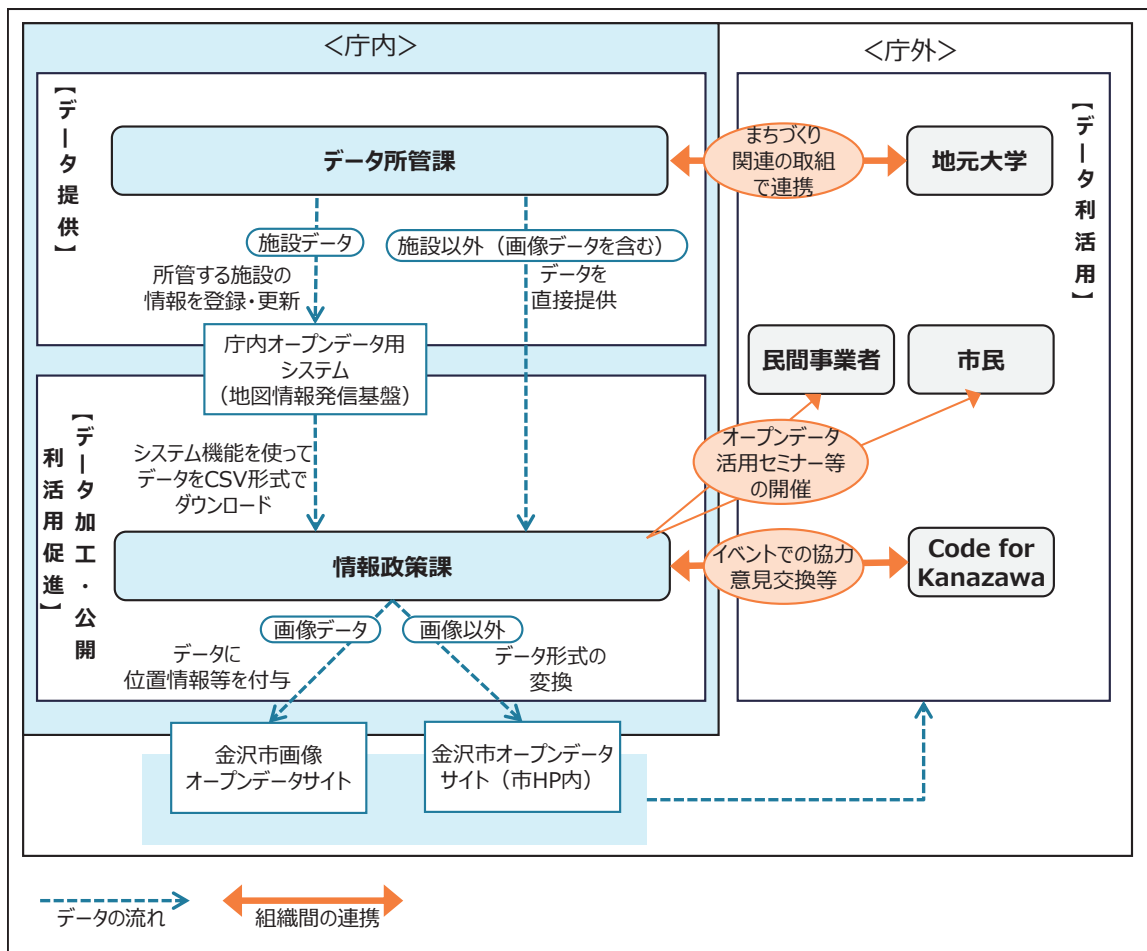 ＜庁内＞
＜庁外＞
【データ提供】
データ所管課
まちづくり
関連の取組
で連携
地元大学
【データ利活用】
施設データ
施設以外（画像データを含む）
所管する施設の
情報を登録・更新
データを
直接提供
庁内オープンデータ用
システム
（地図情報発信基盤）
民間事業者
市民
【データ加工・公開
利活用促進】
システム機能を使って
データをCSV形式で
ダウンロード
オープンデータ
活用セミナー等
の開催
情報政策課
イベントでの協力
意見交換等
Code for
Kanazawa
画像データ
画像以外
データに
位置情報等を付与
データ形式の
変換
金沢市画像
オープンデータサイト
金沢市オープンデータ
サイト（市HP内）
データの流れ
組織間の連携